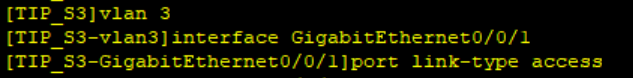 [TIP_S3]vlan 3
[TIP_S3-vlan3]interface GigabitEthernet0/0/1
[TIP_S3-GigabitEthernet0/0/1]port link-type access